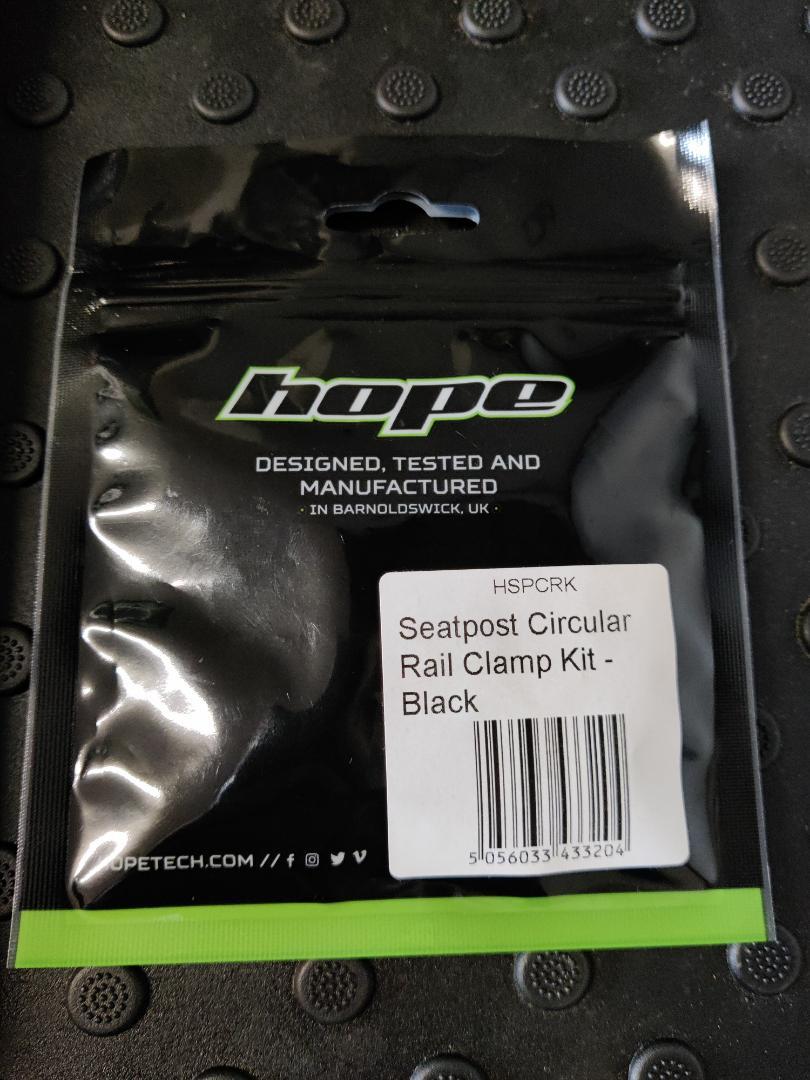 hope
DESIGNED, TESTED AND
MANUFACTURED
· IN BARNOLDSWICK, UK ·
HSPCRK
Seatpost Circular
Rail Clamp Kit -
Black
5 056033 433204
HOPETECH.COM //